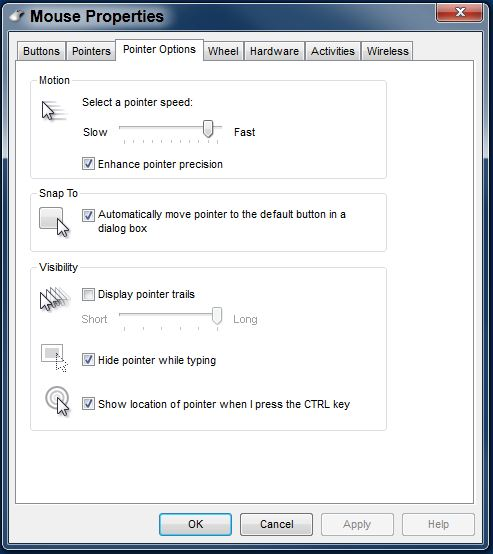 Mouse Properties
Buttons Pointers Pointer Options Wheel Hardware Activities Wireless
Motion
Select a pointer speed:
Slow Fast
Enhance pointer precision
Snap To
Automatically move pointer to the default button in a
dialog box
Visibility
Display pointer trails
Short Long
Hide pointer while typing
Show location of pointer when I press the CTRL key
OK Cancel Apply Help